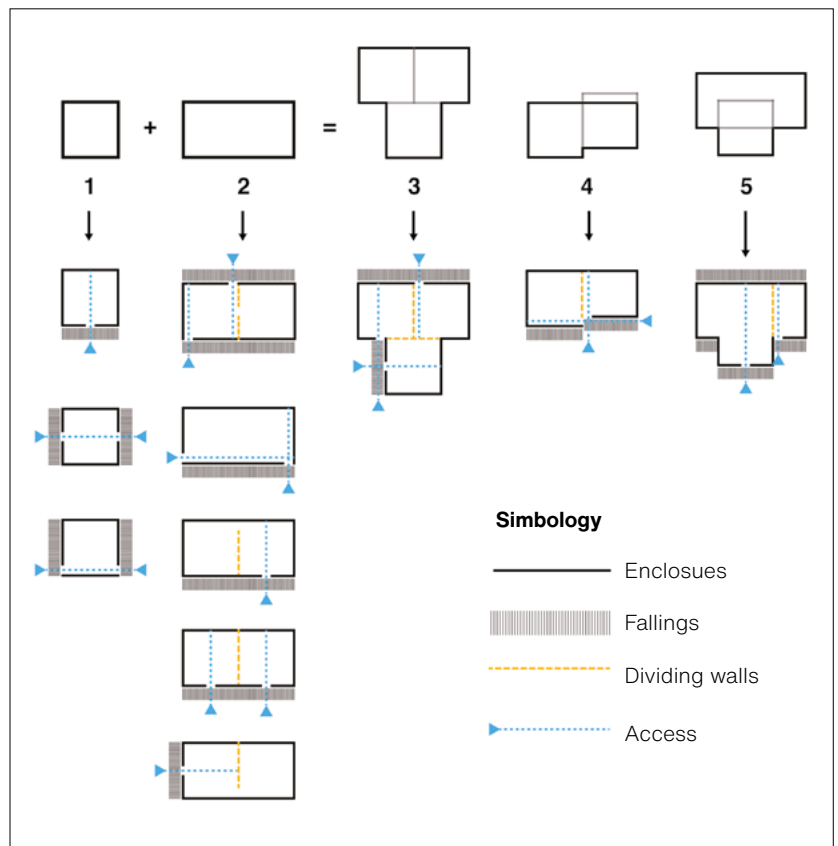 + =
1 2 3 4 5
Simbology
Enclosues
Fallings
Dividing walls
Access